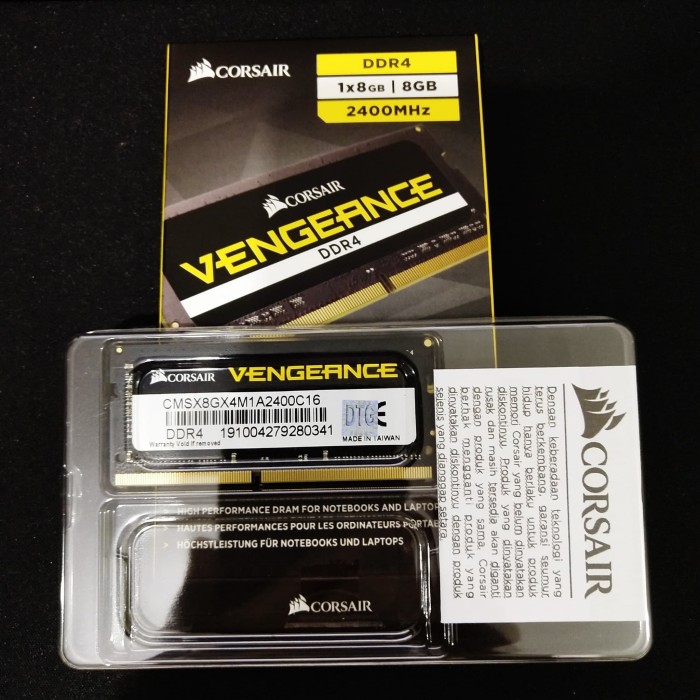 CORSAIR
DDR4
1x8GB | 8GB
2400MHz
CORSAIR
VENGEANCE
DDR4
CORSAIR VENGEANCE
CMSX8GX4M1A2400C16
DDR4 191004279280341
Warranty Void if removed
DTG CE
MADE IN TAIWAN
> HIGH PERFORMANCE DRAM FOR NOTEBOOKS AND LAPTOPS
> HAUTES PERFORMANCES POUR LES ORDINATEURS PORTAB
> HÖCHSTLEISTUNG FÜR NOTEBOOKS UND LAPTOPS
CORSAIR
CORSAIR
Dengan keberadaan teknologi yang
terus berkembang, garansi seumur
hidup hanya berlaku untuk produk
memori Corsair yang belum dinyatakan
diskontinyu. Produk yang dinyatakan
rusak dan masih tersedia akan diganti
dengan produk yang sama. Corsair
berhak mengganti produk yang
dinyatakan diskontinyu dengan produk
sejenis yang dianggap setara.